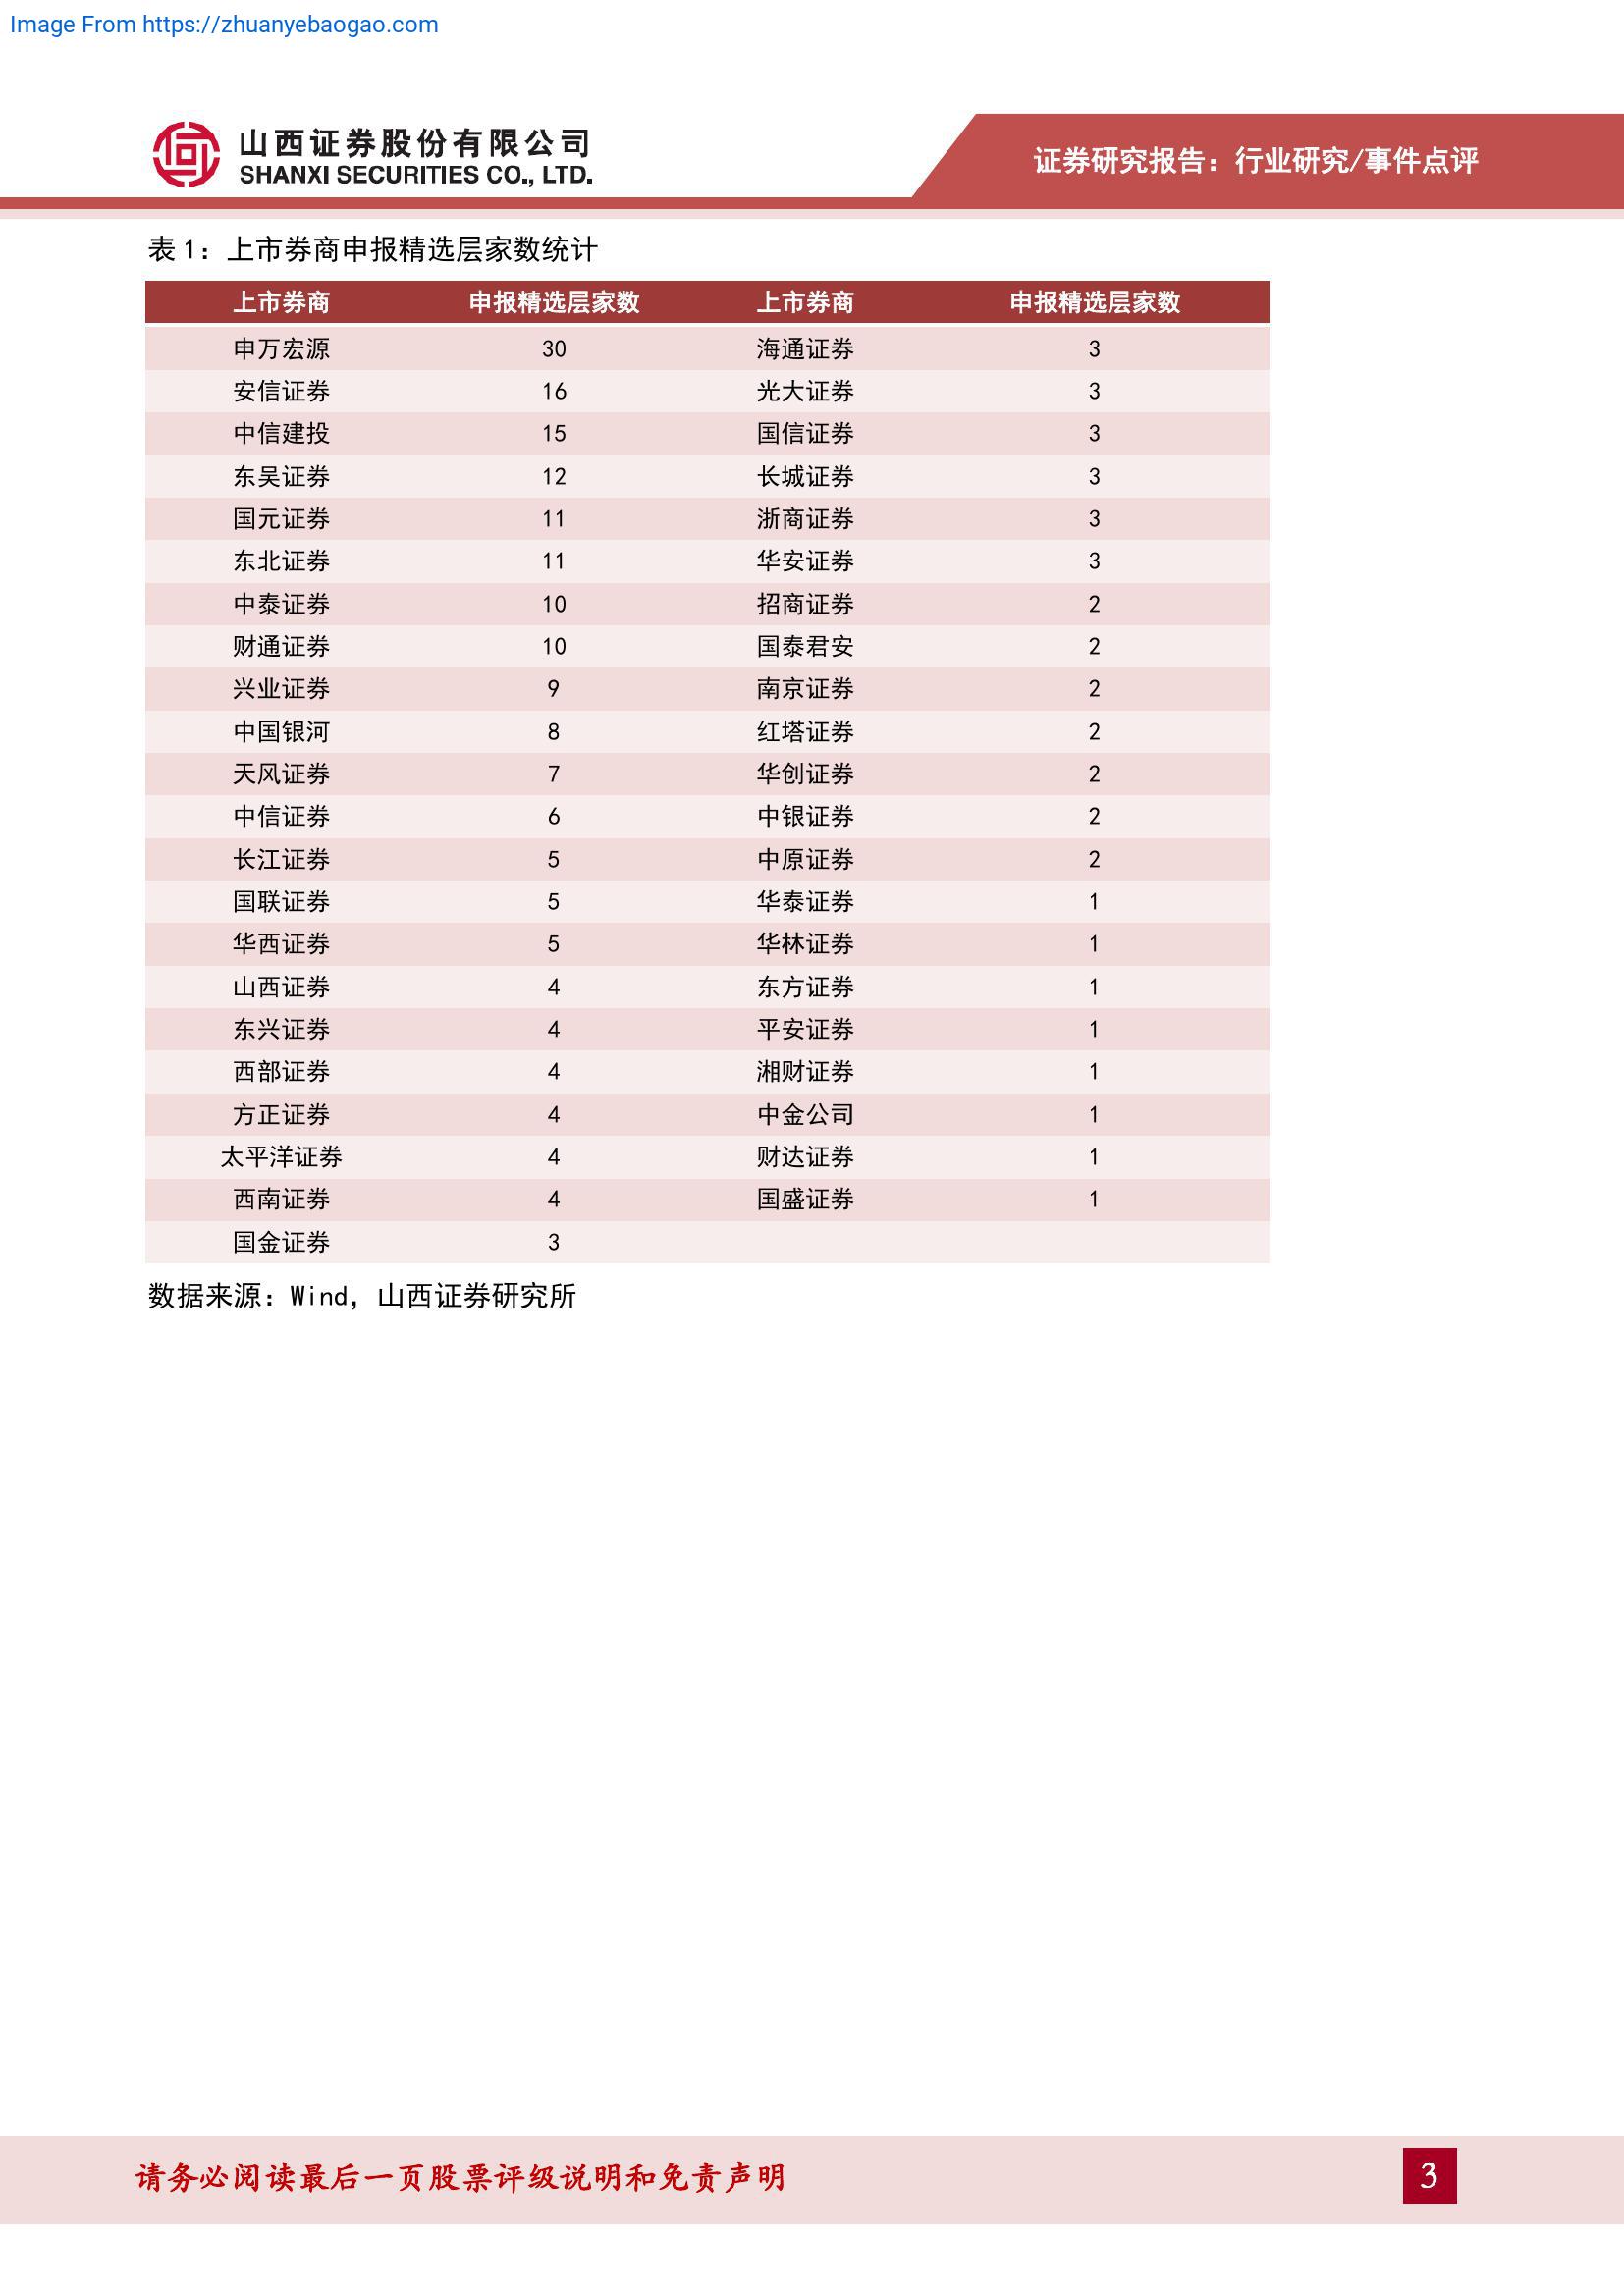 Image From https://zhuanyebaogao.com
山西证券股份有限公司
SHANXI SECURITIES CO., LTD.
证券研究报告：行业研究/事件点评
表 1：上市券商申报精选层家数统计
上市券商 申报精选层家数 上市券商 申报精选层家数
申万宏源 30 海通证券 3
安信证券 16 光大证券 3
中信建投 15 国信证券 3
东吴证券 12 长城证券 3
国元证券 11 浙商证券 3
东北证券 11 华安证券 3
中泰证券 10 招商证券 2
财通证券 10 国泰君安 2
兴业证券 9 南京证券 2
中国银河 8 红塔证券 2
天风证券 7 华创证券 2
中信证券 6 中银证券 2
长江证券 5 中原证券 2
国联证券 5 华泰证券 1
华西证券 5 华林证券 1
山西证券 4 东方证券 1
东兴证券 4 平安证券 1
西部证券 4 湘财证券 1
方正证券 4 中金公司 1
太平洋证券 4 财达证券 1
西南证券 4 国盛证券 1
国金证券 3
数据来源：Wind，山西证券研究所
请务必阅读最后一页股票评级说明和免责声明
3